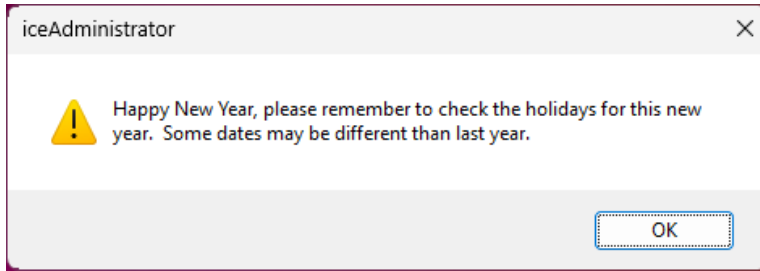 iceAdministrator
Happy New Year, please remember to check the holidays for this new
year.  Some dates may be different than last year.
OK